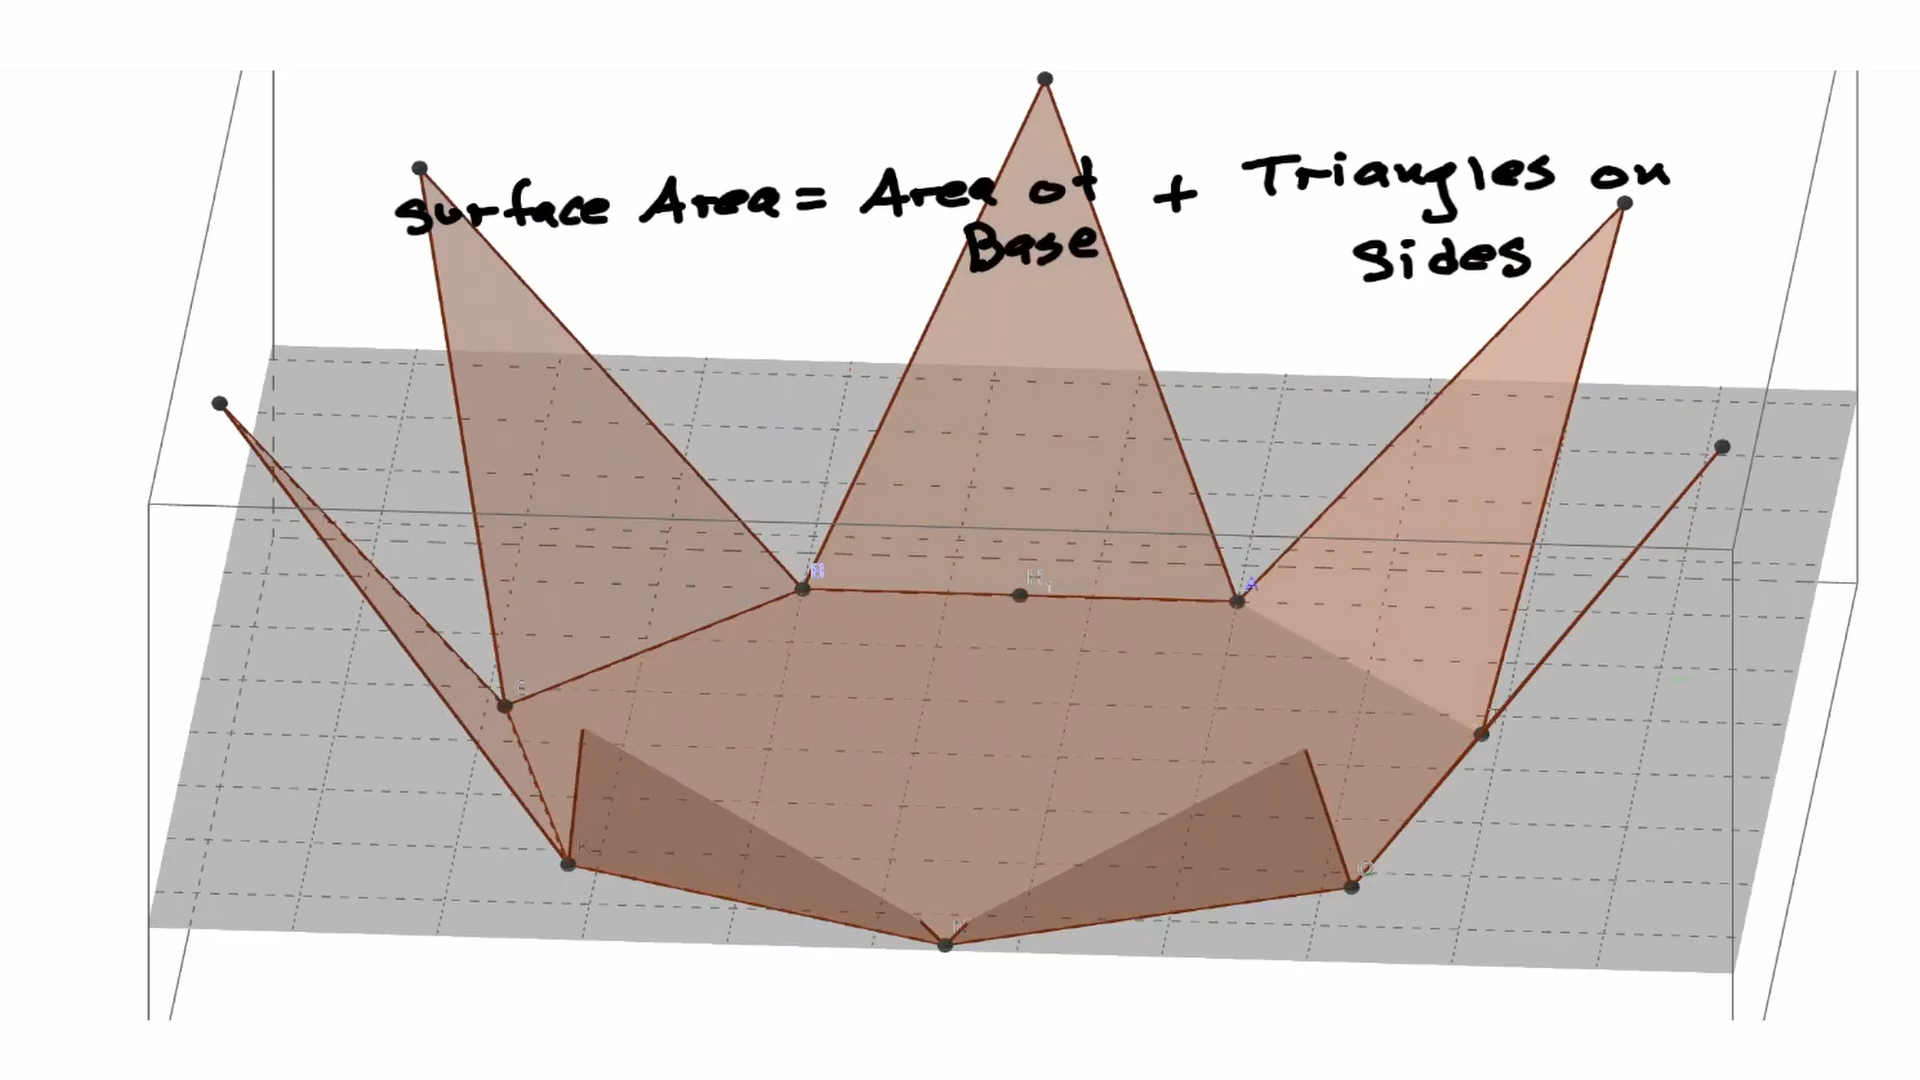 surface Area = Area of + Triangles on
Base sides
B
H
A
C
K